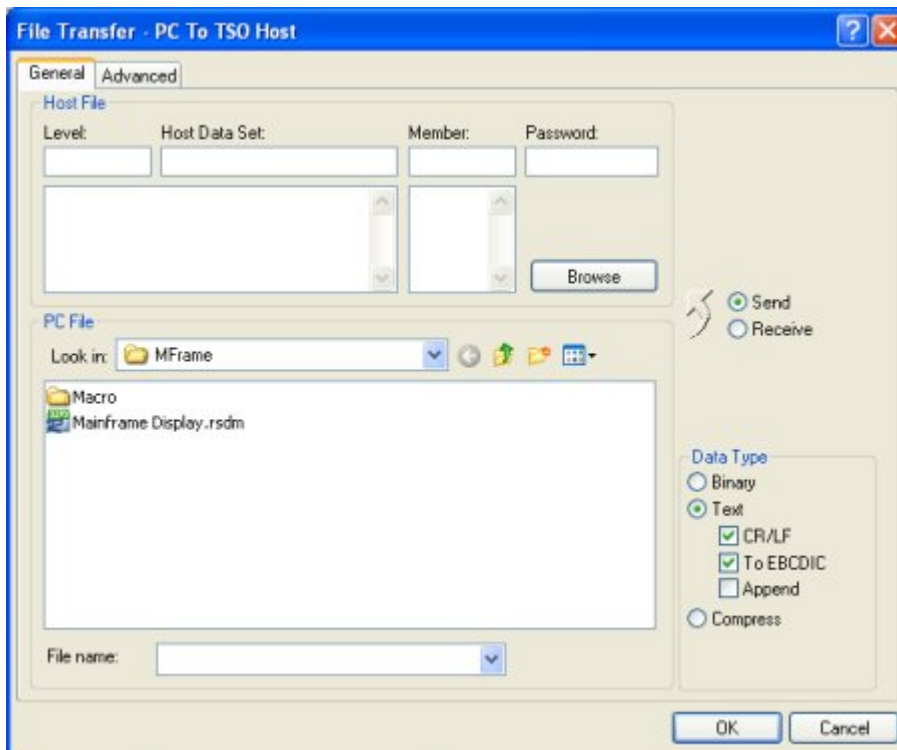 File Transfer - PC To TSO Host
General Advanced
Host File
Level: Host Data Set: Member: Password:
Browse
PC File
Look in: MFrame
Macro
Mainframe Display.rsdm
File name:
Send
Receive
Data Type
Binary
Text
CR/LF
To EBCDIC
Append
Compress
OK Cancel